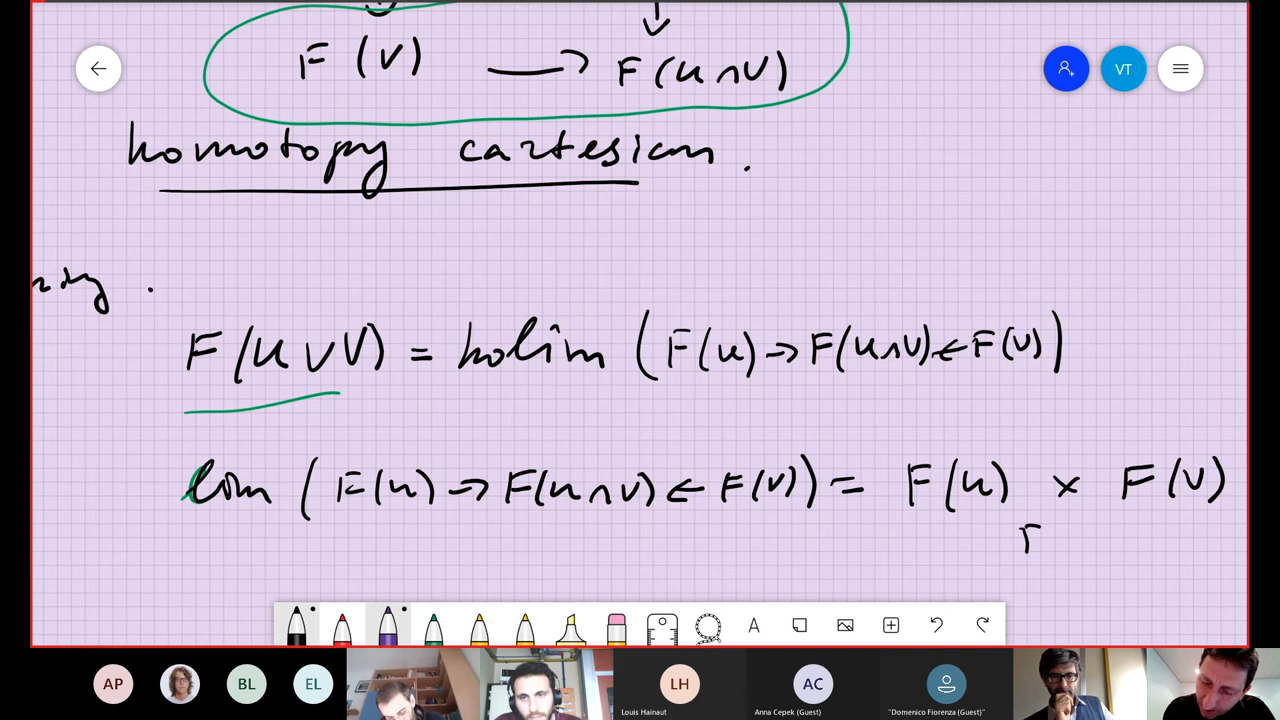 F(V) ⟶ F(U∩V)
VT
homotopy cartesian.
F(U∪V) = holim (F(U)→F(U∩V)←F(V))
lim (F(U)→F(U∩V)←F(V)) = F(U) × F(V)
A
AP
BL
EL
LH
AC
Louis Hainaut
Anna Cepek (Guest)
"Domenico Fiorenza (Guest)"